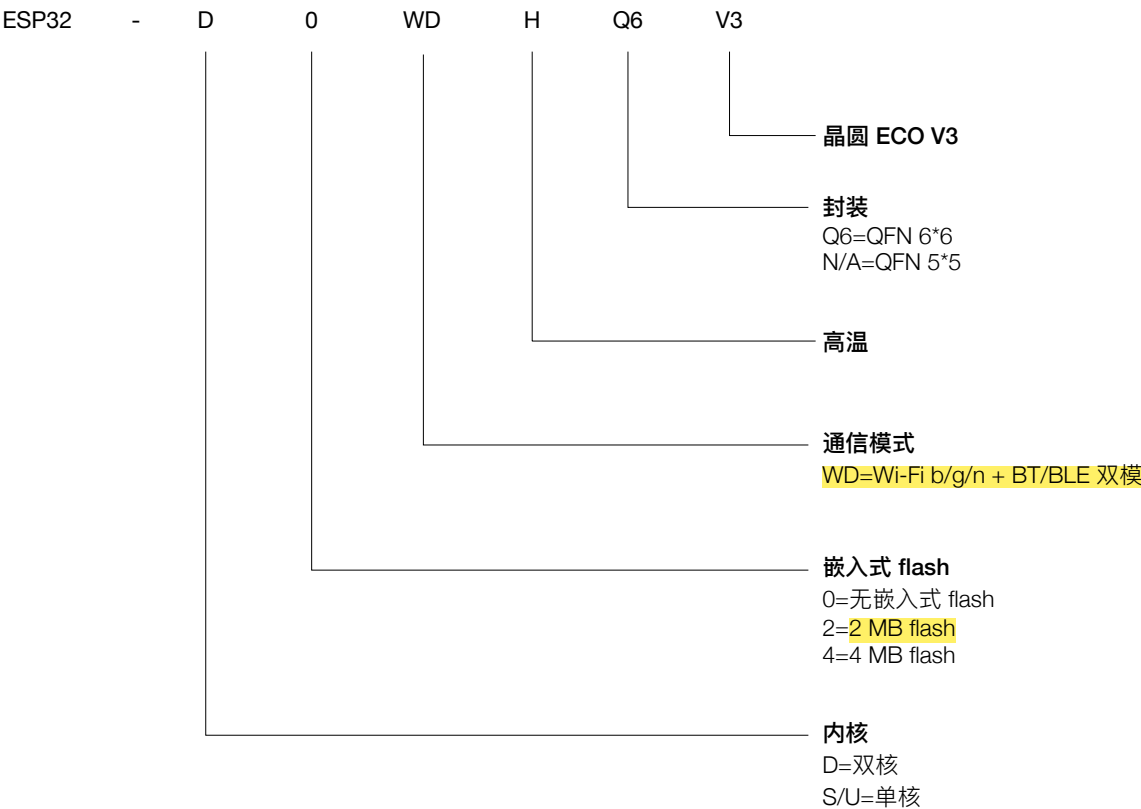 ESP32 - D 0 WD H Q6 V3
晶圆 ECO V3
封装
Q6=QFN 6*6
N/A=QFN 5*5
高温
通信模式
WD=Wi-Fi b/g/n + BT/BLE 双模
嵌入式 flash
0=无嵌入式 flash
2=2 MB flash
4=4 MB flash
内核
D=双核
S/U=单核